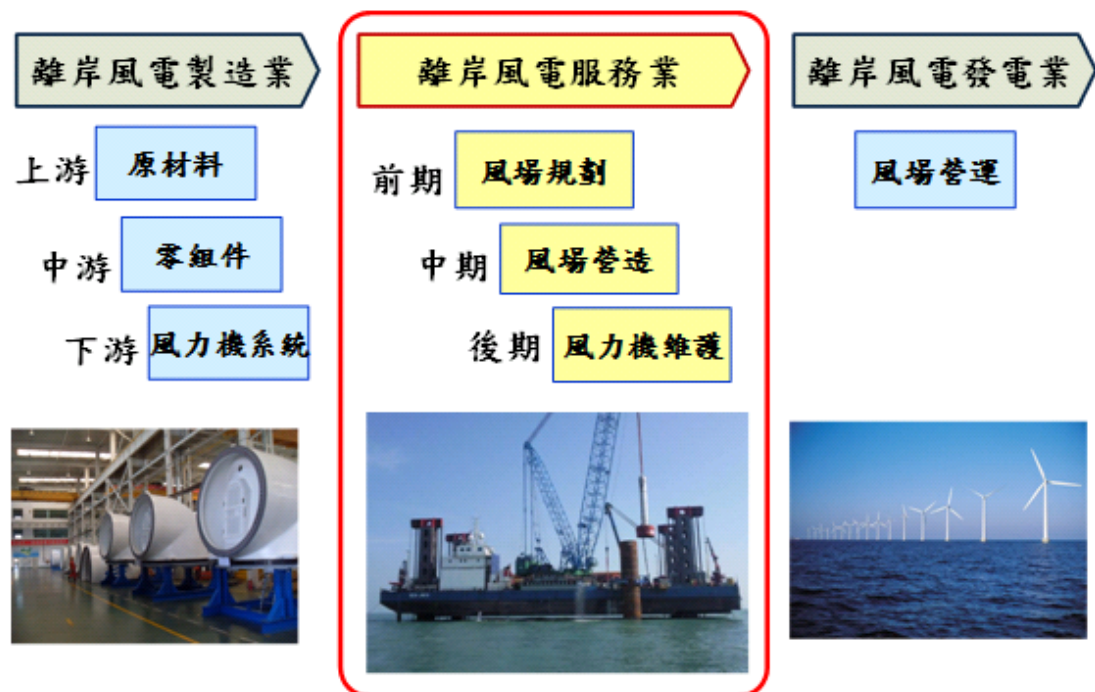 離岸風電製造業
上游 原材料
中游 零組件
下游 風力機系統
離岸風電服務業
前期 風場規劃
中期 風場營造
後期 風力機維護
離岸風電發電業
風場營運